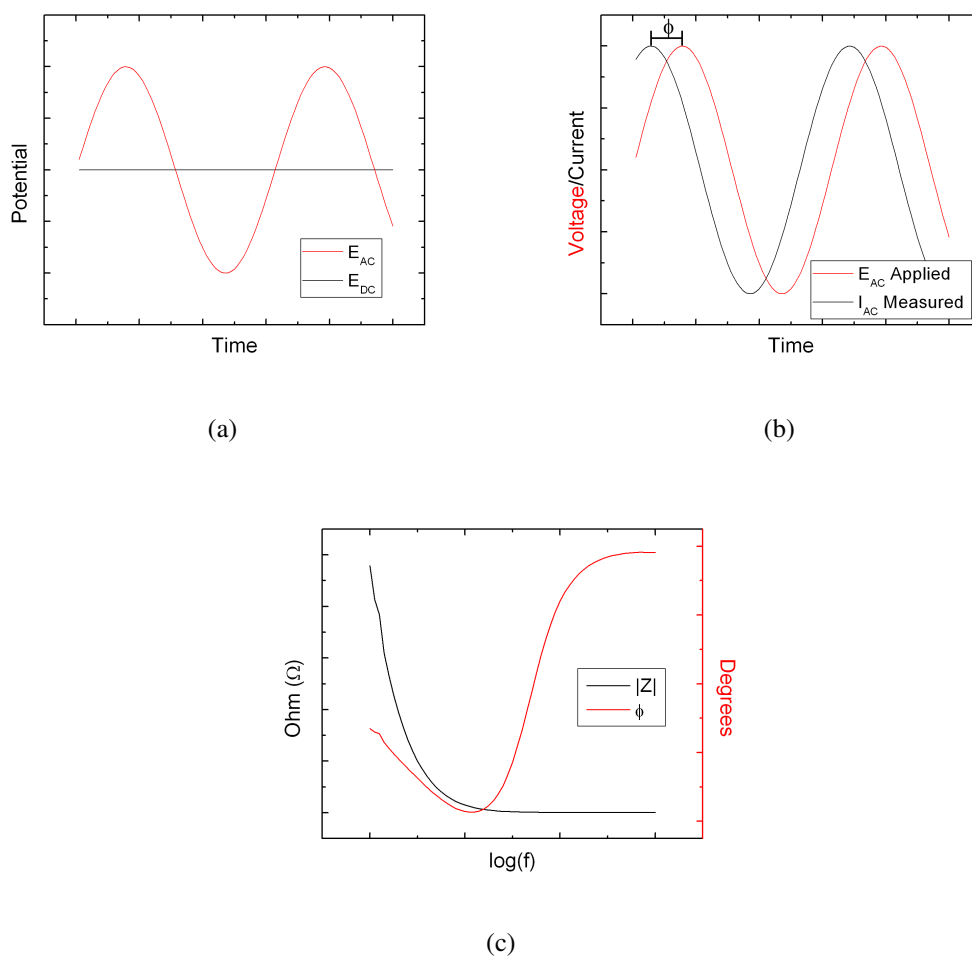 Potential
E_AC
E_DC
Time
(a)
ϕ
Voltage/Current
E_AC Applied
I_AC Measured
Time
(b)
Ohm (Ω)
|Z|
ϕ
Degrees
log(f)
(c)